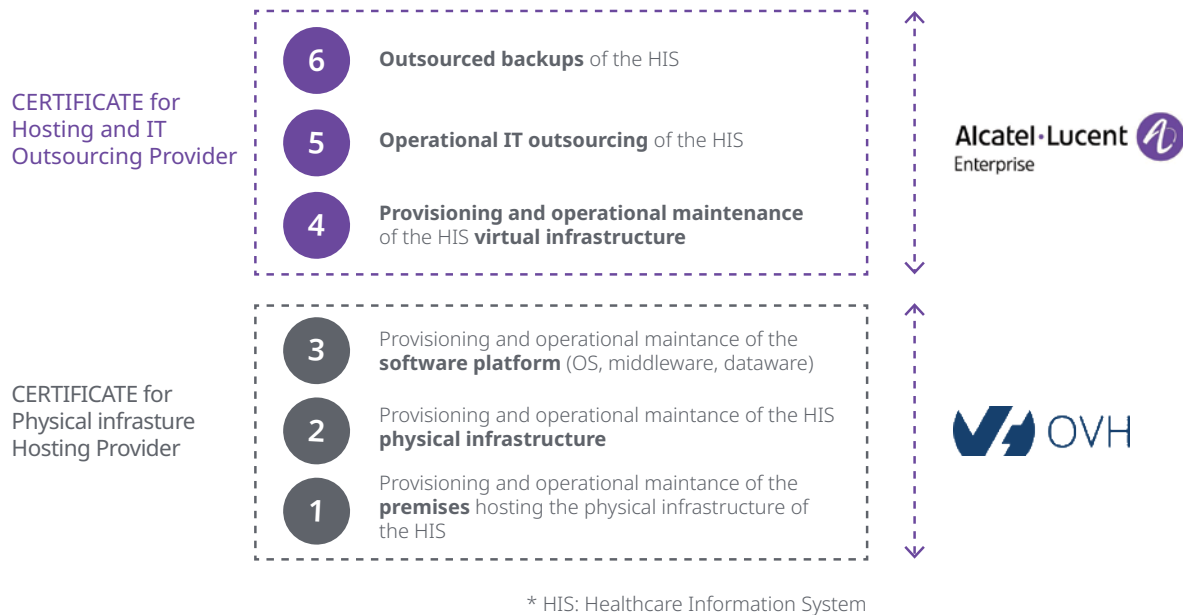 CERTIFICATE for
Hosting and IT
Outsourcing Provider
6
Outsourced backups of the HIS
5
Operational IT outsourcing of the HIS
4
Provisioning and operational maintenance
of the HIS virtual infrastructure
Alcatel·Lucent
Enterprise
CERTIFICATE for
Physical infrasture
Hosting Provider
3
Provisioning and operational maintance of the
software platform (OS, middleware, dataware)
2
Provisioning and operational maintance of the HIS
physical infrastructure
1
Provisioning and operational maintance of the
premises hosting the physical infrastructure of
the HIS
OVH
* HIS: Healthcare Information System